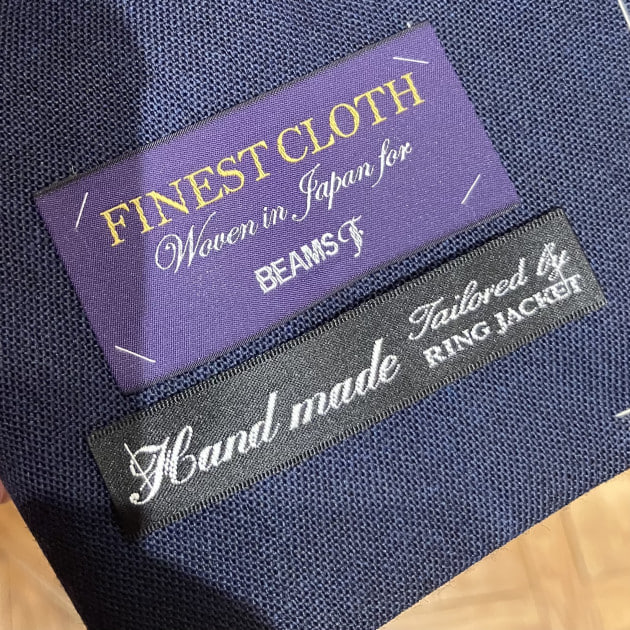 FINEST CLOTH
Woven in Japan for
BEAMS F
Hand made
Tailored by
RING JACKET